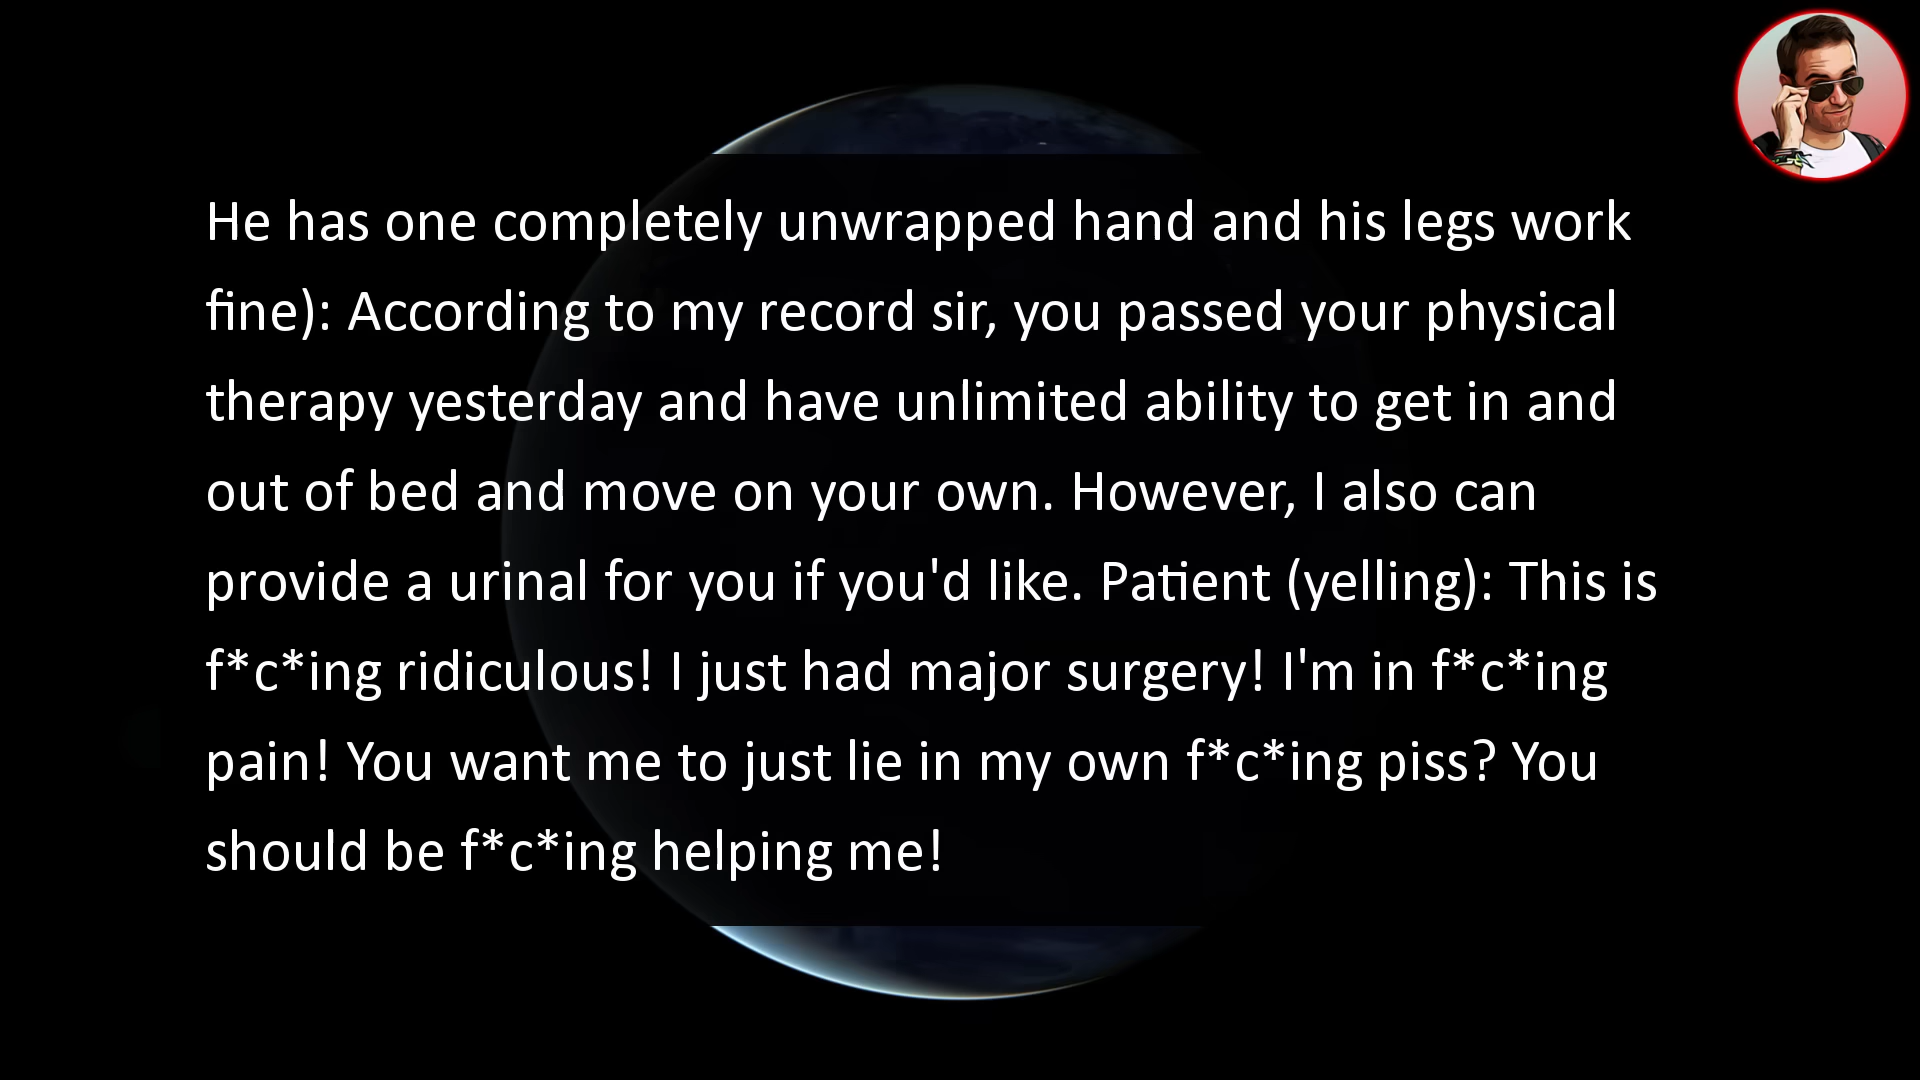 He has one completely unwrapped hand and his legs work
fine): According to my record sir, you passed your physical
therapy yesterday and have unlimited ability to get in and
out of bed and move on your own. However, I also can
provide a urinal for you if you'd like. Patient (yelling): This is
f*c*ing ridiculous! I just had major surgery! I'm in f*c*ing
pain! You want me to just lie in my own f*c*ing piss? You
should be f*c*ing helping me!